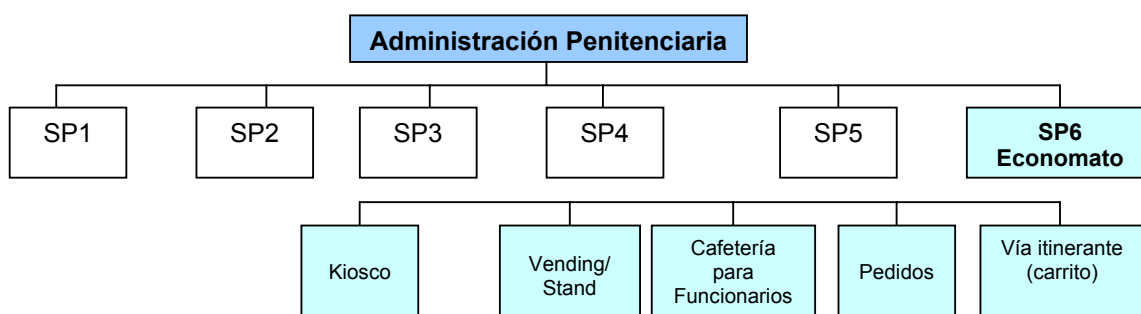 Administración Penitenciaria
SP1
SP2
SP3
SP4
SP5
SP6
Economato
Kiosco
Vending/
Stand
Cafetería
para
Funcionarios
Pedidos
Vía itinerante
(carrito)